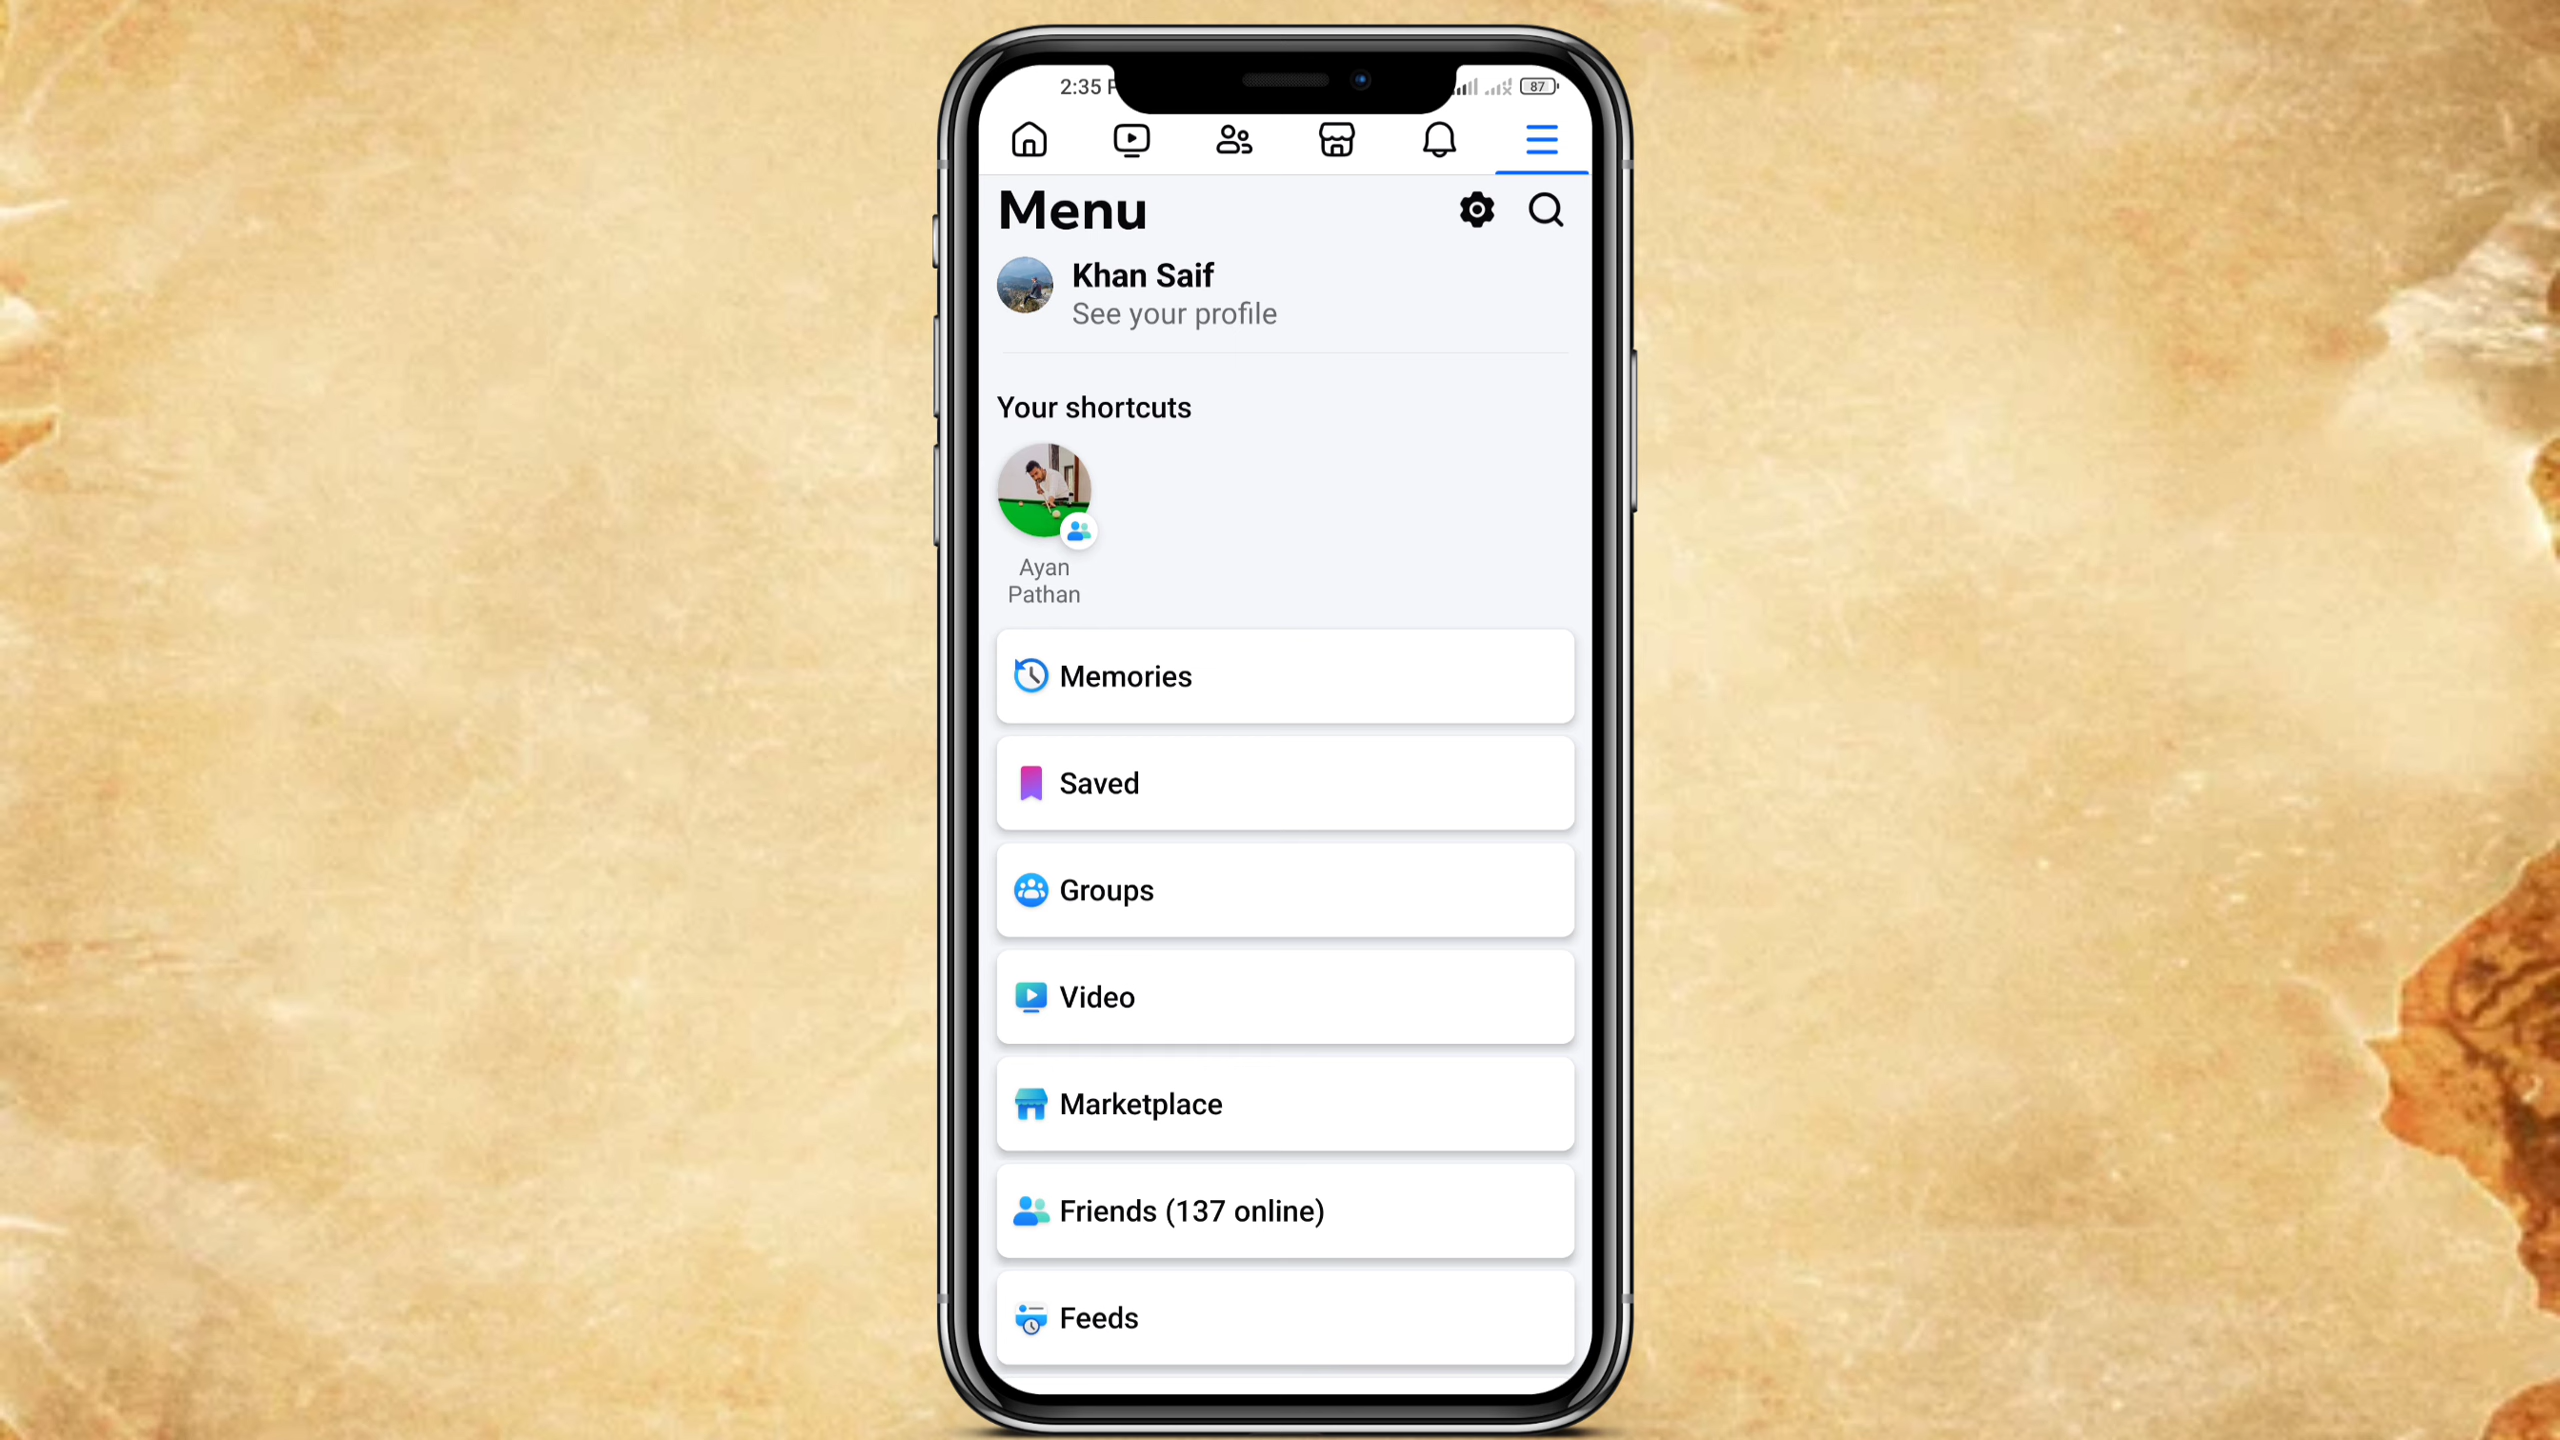 2:35 P
87
Menu
Khan Saif
See your profile
Your shortcuts
Ayan
Pathan
Memories
Saved
Groups
Video
Marketplace
Friends (137 online)
Feeds